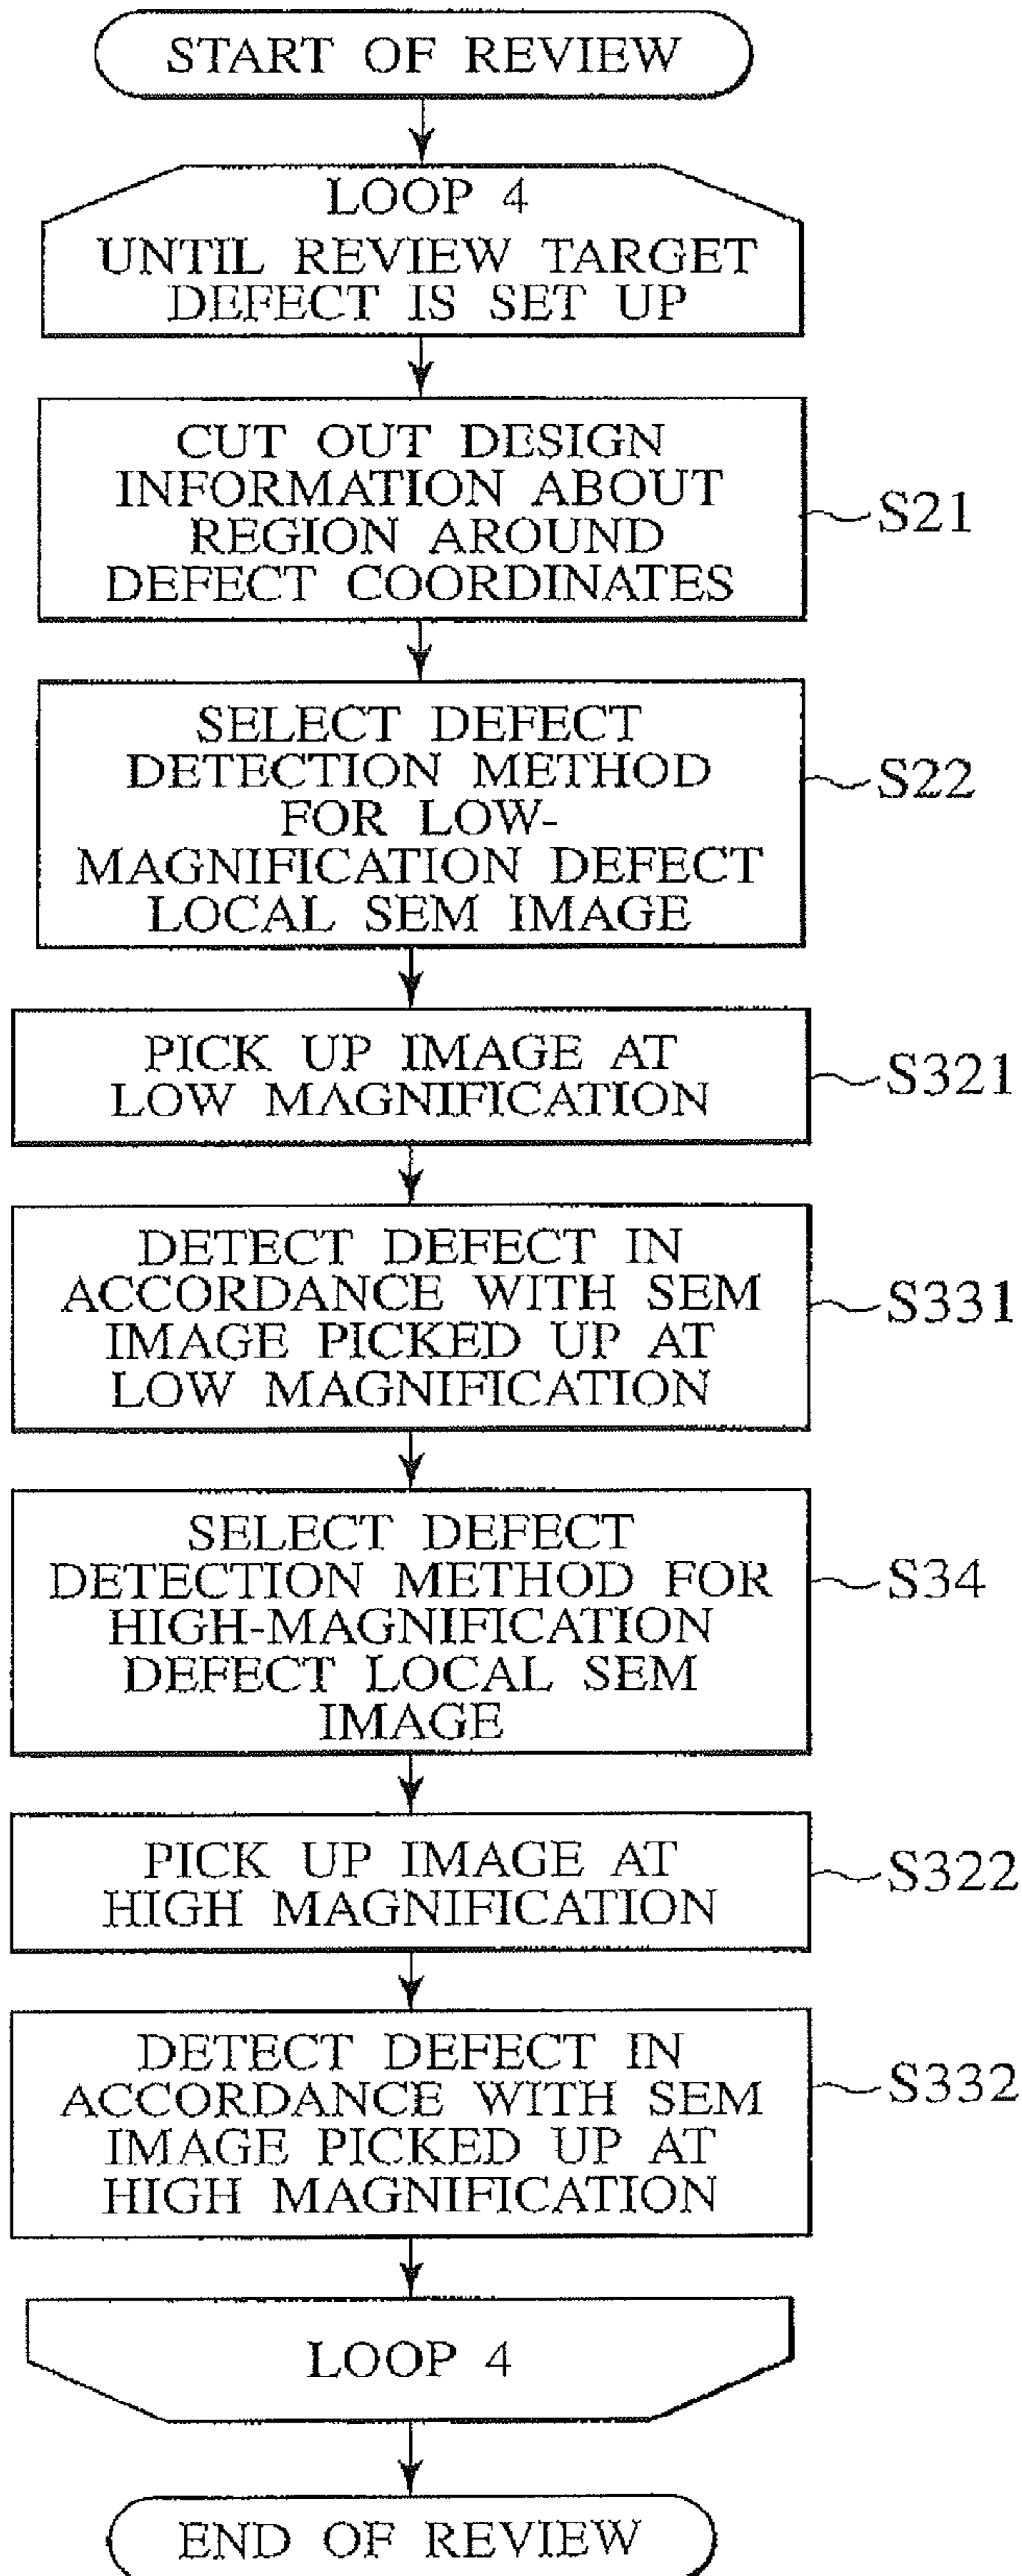 START OF REVIEW
LOOP 4
UNTIL REVIEW TARGET
DEFECT IS SET UP
CUT OUT DESIGN
INFORMATION ABOUT
REGION AROUND
DEFECT COORDINATES
S21
SELECT DEFECT
DETECTION METHOD
FOR LOW-
MAGNIFICATION DEFECT
LOCAL SEM IMAGE
S22
PICK UP IMAGE AT
LOW MAGNIFICATION
S321
DETECT DEFECT IN
ACCORDANCE WITH SEM
IMAGE PICKED UP AT
LOW MAGNIFICATION
S331
SELECT DEFECT
DETECTION METHOD FOR
HIGH-MAGNIFICATION
DEFECT LOCAL SEM
IMAGE
S34
PICK UP IMAGE AT
HIGH MAGNIFICATION
S322
DETECT DEFECT IN
ACCORDANCE WITH SEM
IMAGE PICKED UP AT
HIGH MAGNIFICATION
S332
LOOP 4
END OF REVIEW